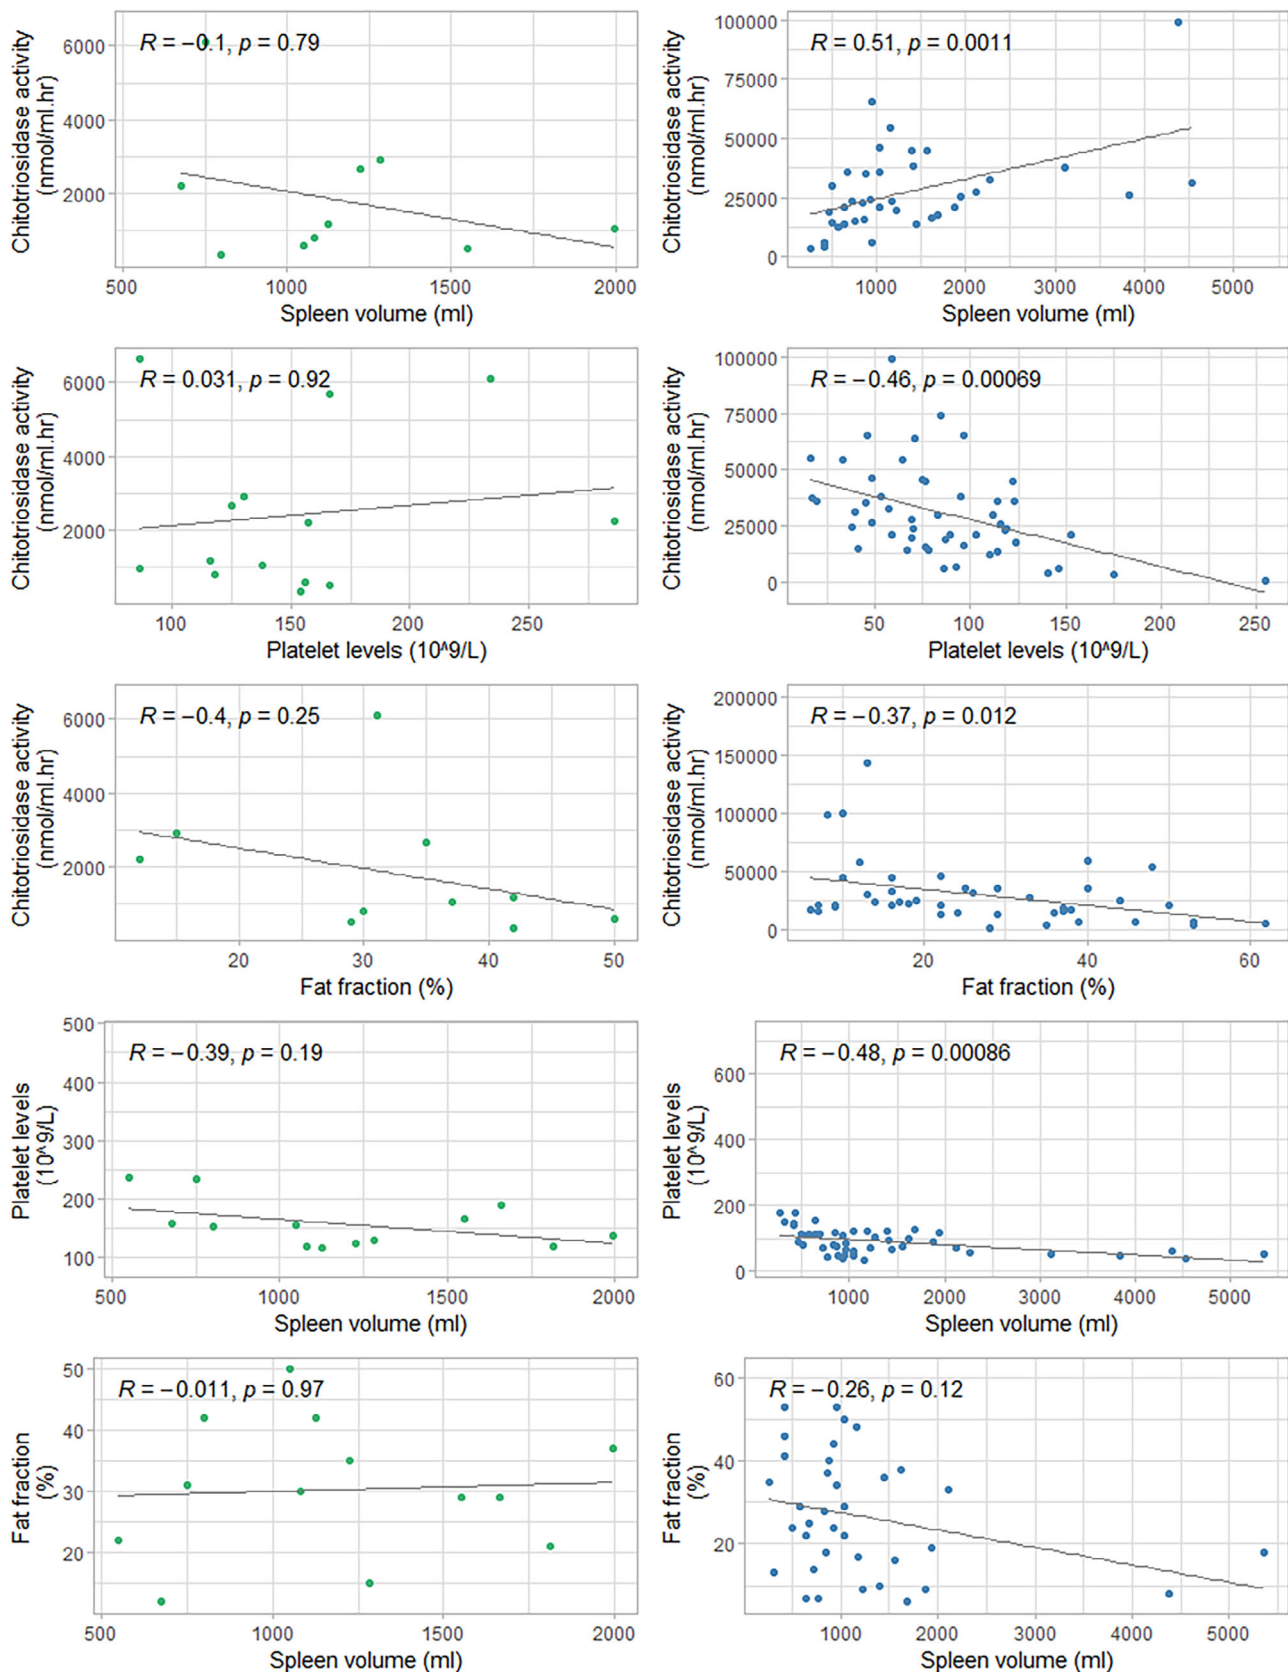 R = −0.1, p = 0.79
Chitotriosidase activity
(nmol/ml.hr)
6000
4000
2000
500
1000
1500
2000
Spleen volume (ml)
R = 0.51, p = 0.0011
Chitotriosidase activity
(nmol/ml.hr)
100000
75000
50000
25000
0
1000
2000
3000
4000
5000
Spleen volume (ml)
R = 0.031, p = 0.92
Chitotriosidase activity
(nmol/ml.hr)
6000
4000
2000
100
150
200
250
Platelet levels (10^9/L)
R = −0.46, p = 0.00069
Chitotriosidase activity
(nmol/ml.hr)
100000
75000
50000
25000
0
50
100
150
200
250
Platelet levels (10^9/L)
R = −0.4, p = 0.25
Chitotriosidase activity
(nmol/ml.hr)
6000
4000
2000
20
30
40
50
Fat fraction (%)
R = −0.37, p = 0.012
Chitotriosidase activity
(nmol/ml.hr)
200000
150000
100000
50000
0
20
40
60
Fat fraction (%)
R = −0.39, p = 0.19
Platelet levels
(10^9/L)
500
400
300
200
100
500
1000
1500
2000
Spleen volume (ml)
R = −0.48, p = 0.00086
Platelet levels
(10^9/L)
600
400
200
0
1000
2000
3000
4000
5000
Spleen volume (ml)
R = −0.011, p = 0.97
Fat fraction
(%)
50
40
30
20
500
1000
1500
2000
Spleen volume (ml)
R = −0.26, p = 0.12
Fat fraction
(%)
60
40
20
1000
2000
3000
4000
5000
Spleen volume (ml)